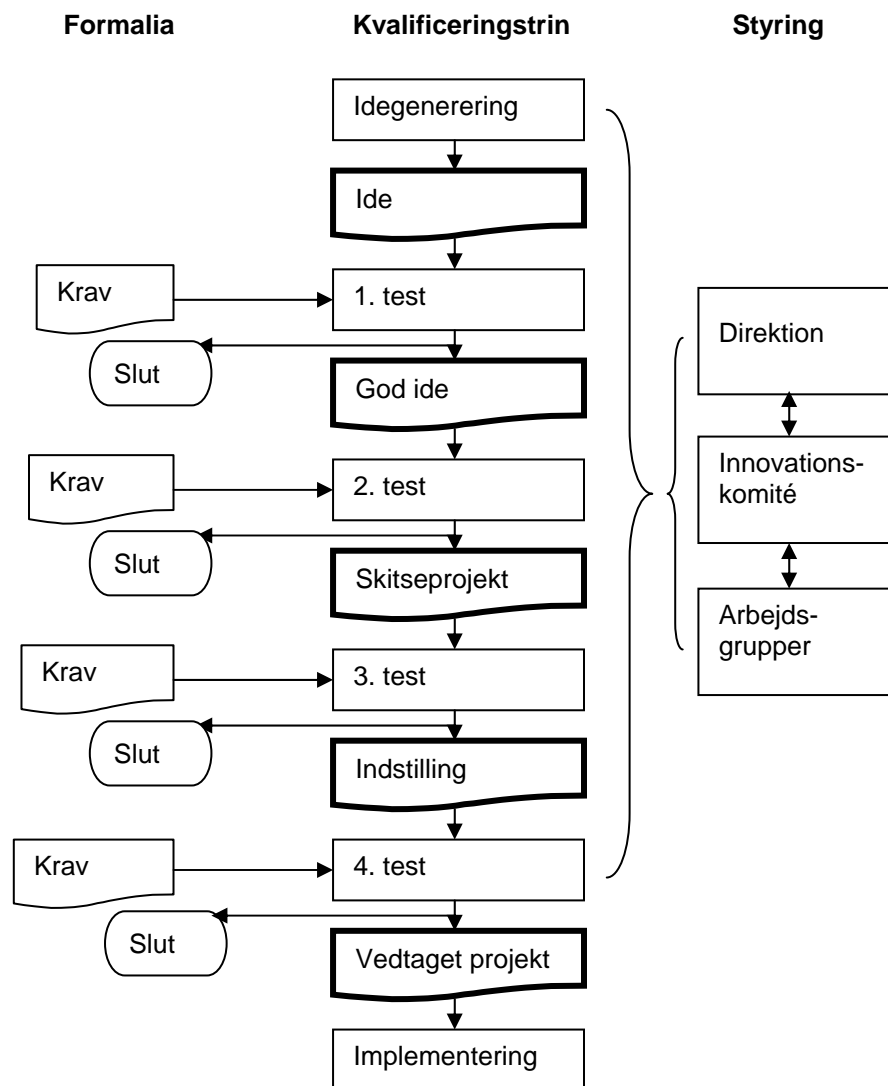 Formalia
Kvalificeringstrin
Styring
Idegenerering
Ide
Krav
1. test
Slut
God ide
Krav
2. test
Slut
Skitseprojekt
Krav
3. test
Slut
Indstilling
Krav
4. test
Slut
Vedtaget projekt
Implementering
Direktion
Innovations-
komité
Arbejds-
grupper